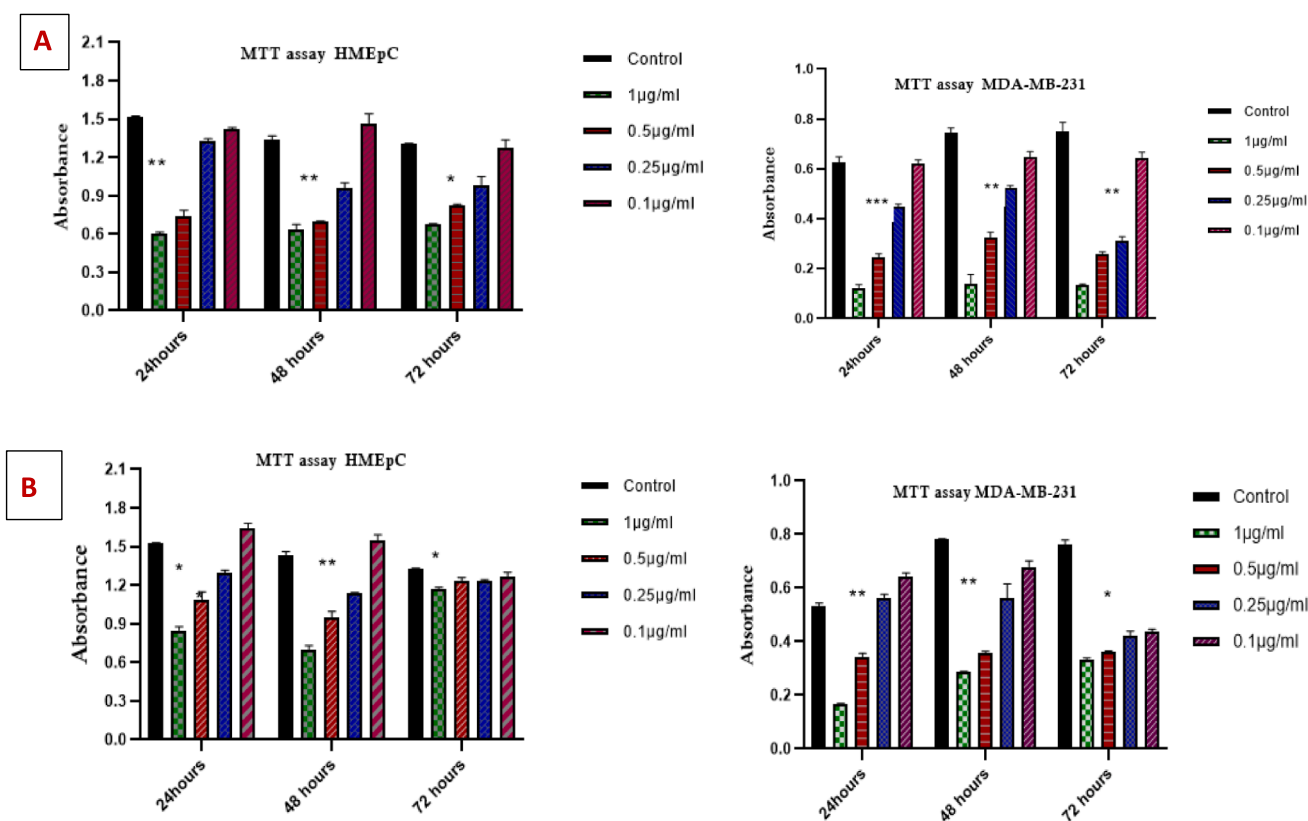 A
MTT assay HMEpC
Absorbance
2.1
1.8
1.5
1.2
0.9
0.6
0.3
0.0
**
**
*
24hours
48 hours
72 hours
Control
1µg/ml
0.5µg/ml
0.25µg/ml
0.1µg/ml
MTT assay MDA-MB-231
Absorbance
1.0
0.8
0.6
0.4
0.2
0.0
***
**
**
24hours
48 hours
72 hours
Control
1µg/ml
0.5µg/ml
0.25µg/ml
0.1µg/ml
B
MTT assay HMEpC
Absorbance
2.1
1.8
1.5
1.2
0.9
0.6
0.3
0.0
*
*
**
*
24hours
48 hours
72 hours
Control
1µg/ml
0.5µg/ml
0.25µg/ml
0.1µg/ml
MTT assay MDA-MB-231
Absorbance
1.0
0.8
0.6
0.4
0.2
0.0
**
**
*
24hours
48 hours
72 hours
Control
1µg/ml
0.5µg/ml
0.25µg/ml
0.1µg/ml